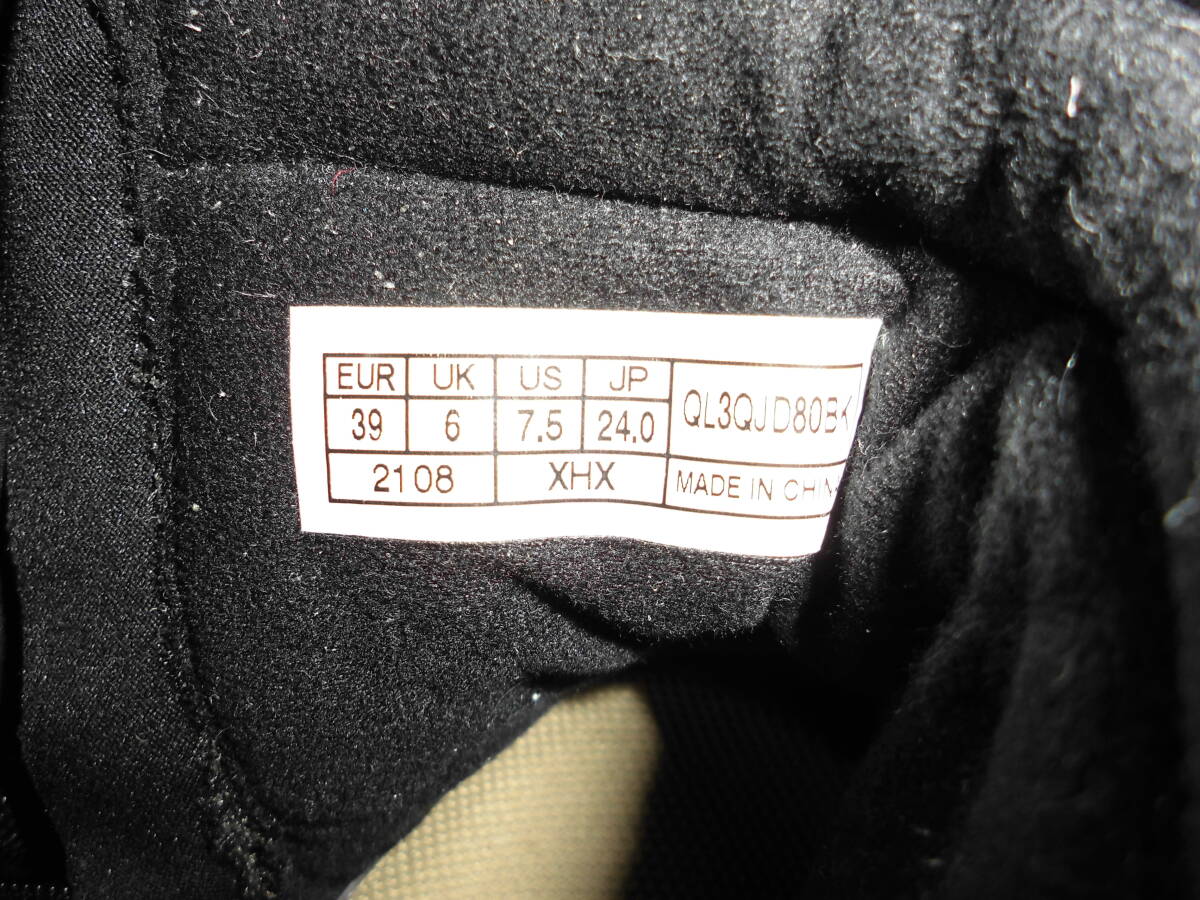 EUR UK US JP
39 6 7.5 24.0 QL3QJD80BK
2108 XHX MADE IN CHIN